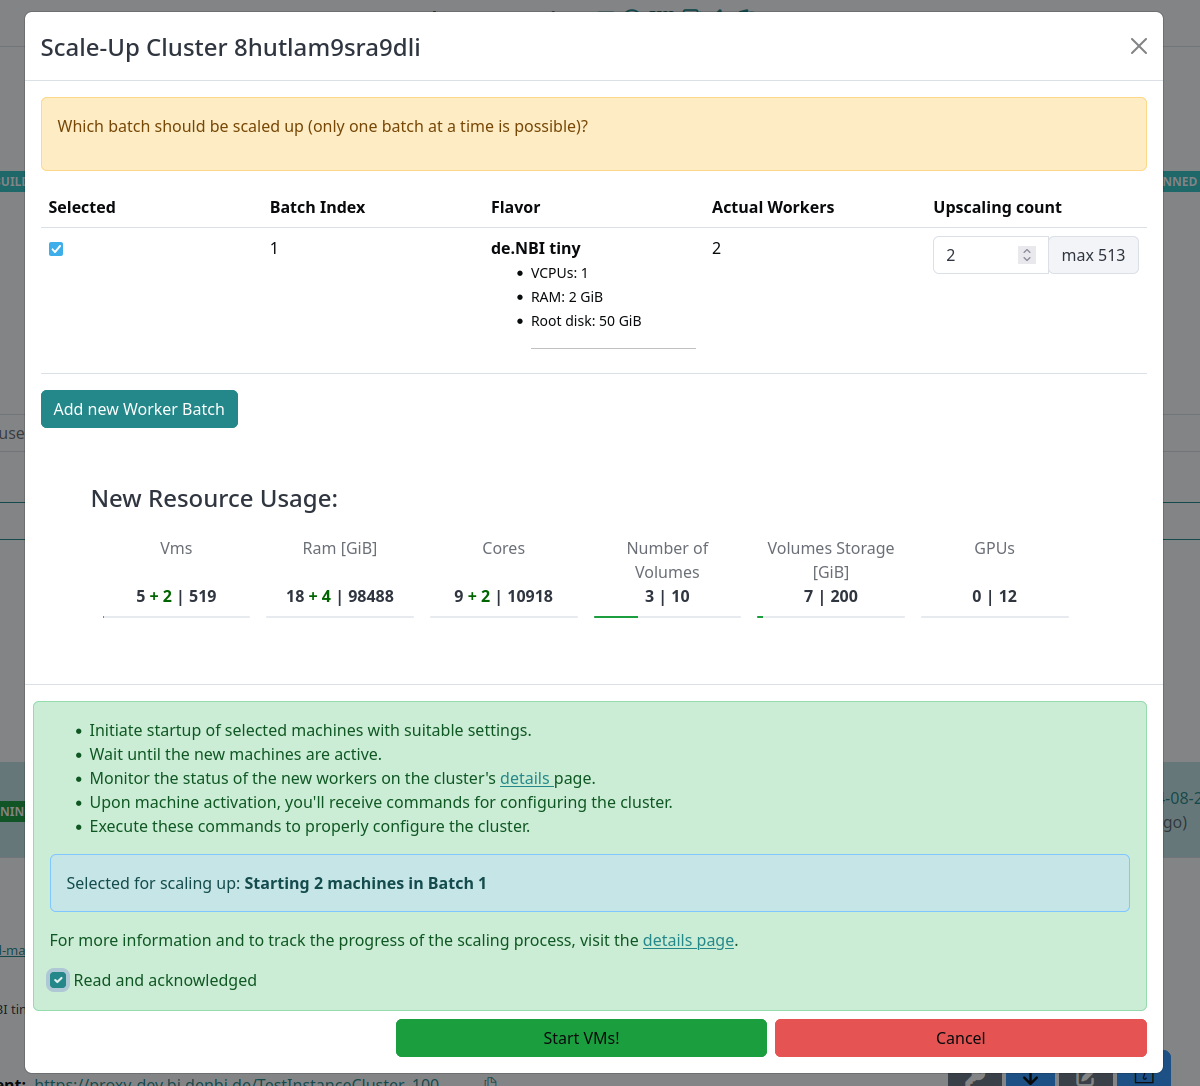 Scale-Up Cluster 8hutlam9sra9dli
Which batch should be scaled up (only one batch at a time is possible)?
Selected Batch Index Flavor Actual Workers Upscaling count
1 de.NBI tiny 2 2 max 513
VCPUs: 1
RAM: 2 GiB
Root disk: 50 GiB
Add new Worker Batch
New Resource Usage:
Vms Ram [GiB] Cores Number of Volumes Volumes Storage [GiB] GPUs
5 + 2 | 519 18 + 4 | 98488 9 + 2 | 10918 3 | 10 7 | 200 0 | 12
Initiate startup of selected machines with suitable settings.
Wait until the new machines are active.
Monitor the status of the new workers on the cluster's details page.
Upon machine activation, you'll receive commands for configuring the cluster.
Execute these commands to properly configure the cluster.
Selected for scaling up: Starting 2 machines in Batch 1
For more information and to track the progress of the scaling process, visit the details page.
Read and acknowledged
Start VMs! Cancel
https://proxy-dev.bi.denbi.de/TestInstanceCluster_100